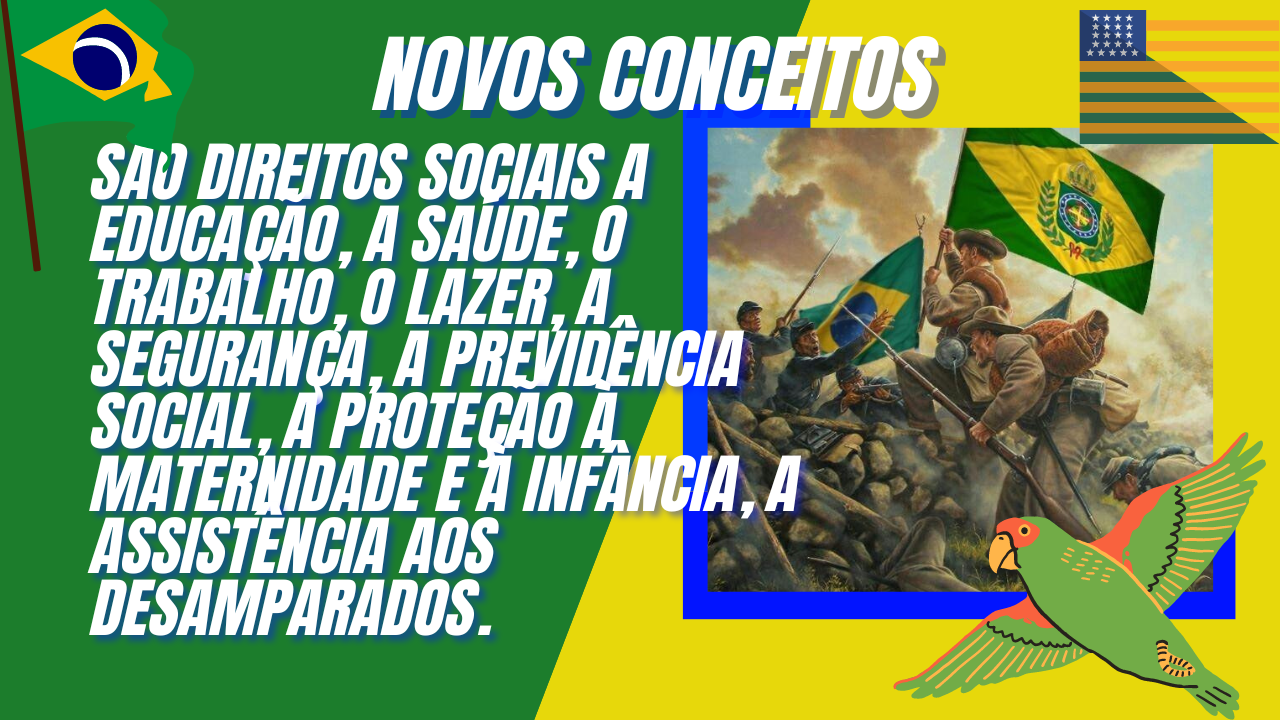 NOVOS CONCEITOS
SÃO DIREITOS SOCIAIS A
EDUCAÇÃO, A SAÚDE, O
TRABALHO, O LAZER, A
SEGURANÇA, A PREVIDÊNCIA
SOCIAL, A PROTEÇÃO À
MATERNIDADE E À INFÂNCIA, A
ASSISTÊNCIA AOS
DESAMPARADOS.